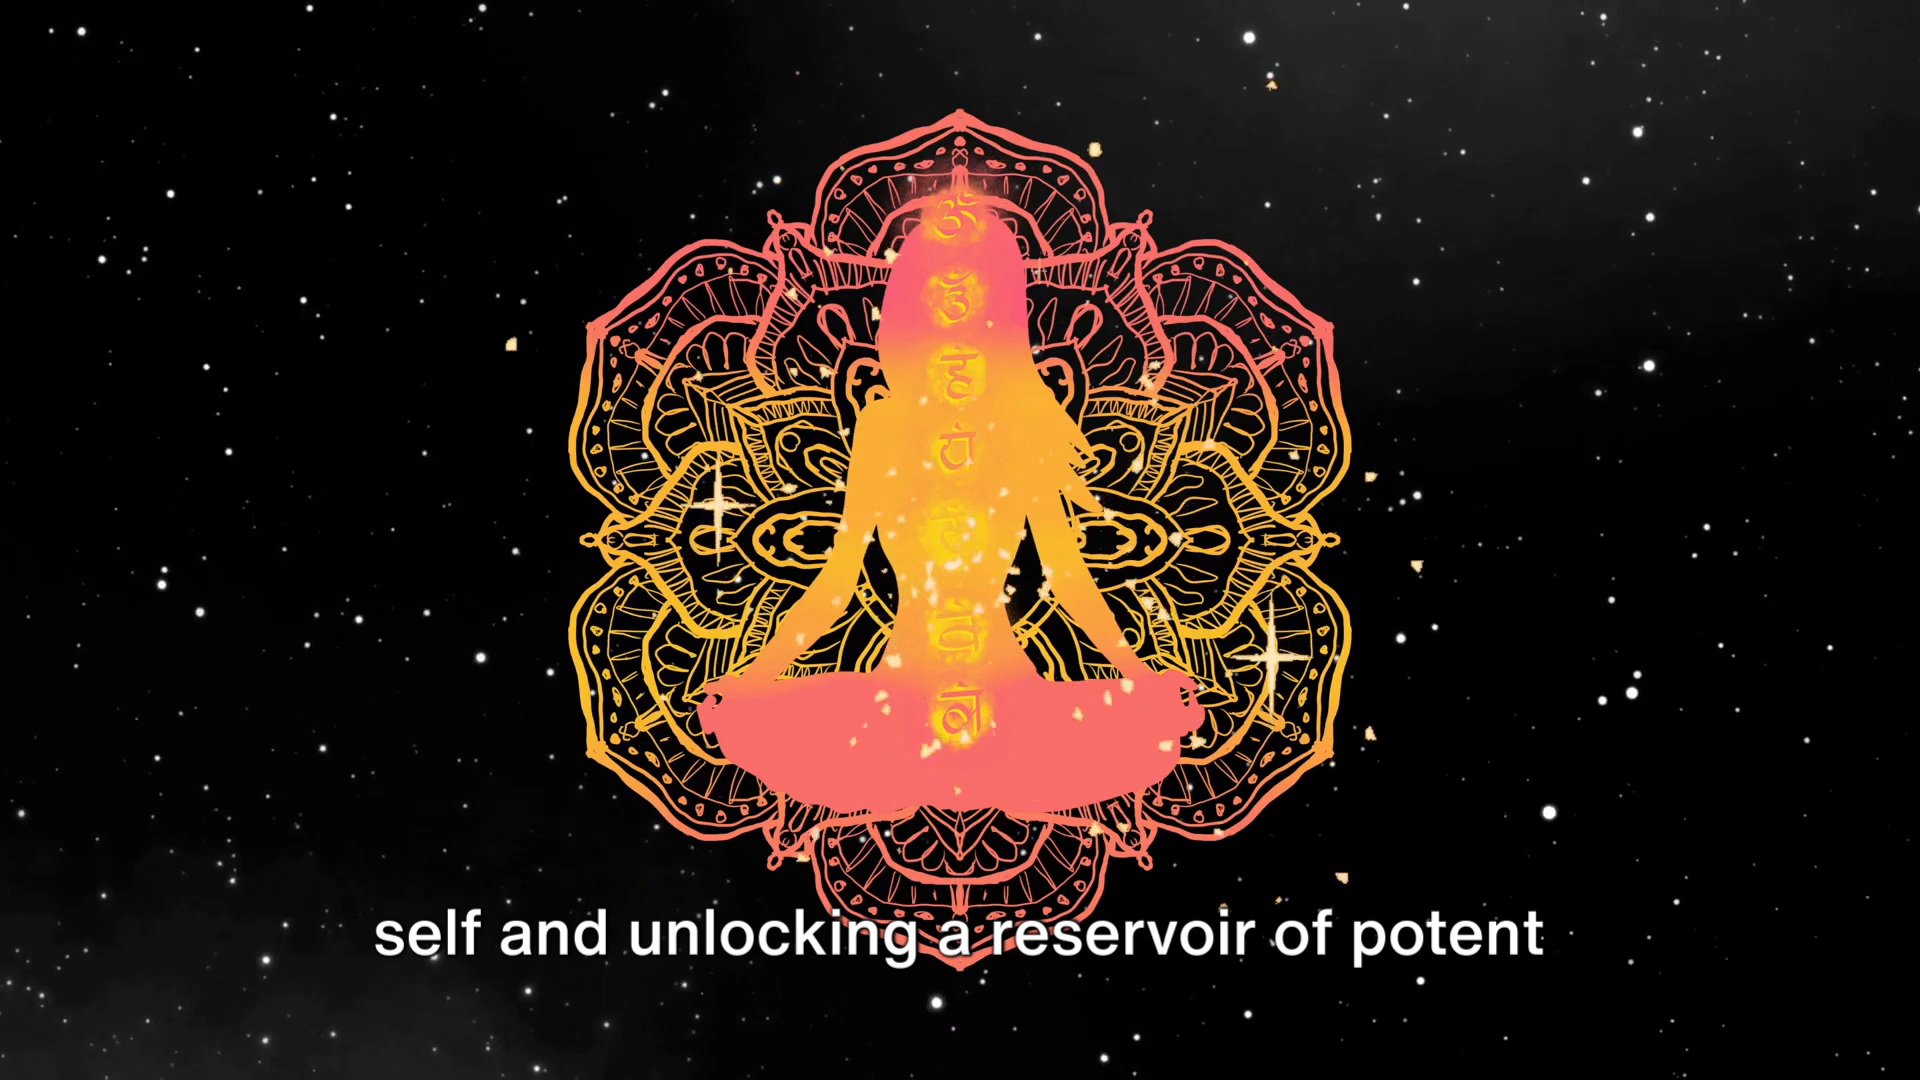 ॐ
ॐ
ह
य
र
व
ल
self and unlocking a reservoir of potent